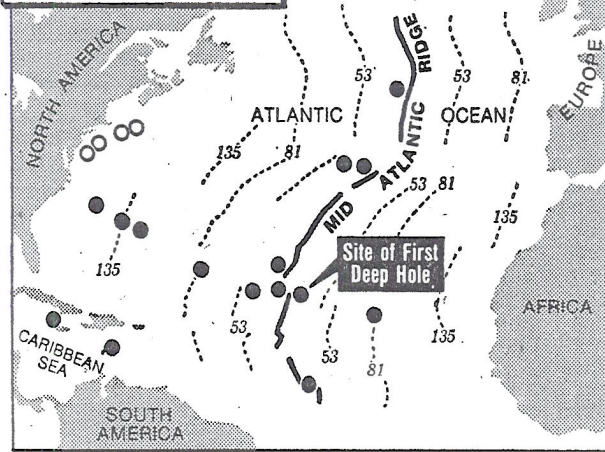 NORTH AMERICA
ATLANTIC
OCEAN
EUROPE
MID ATLANTIC RIDGE
53
53
81
135
81
53
81
135
135
Site of First
Deep Hole
CARIBBEAN
SEA
53
53
81
135
AFRICA
SOUTH
AMERICA